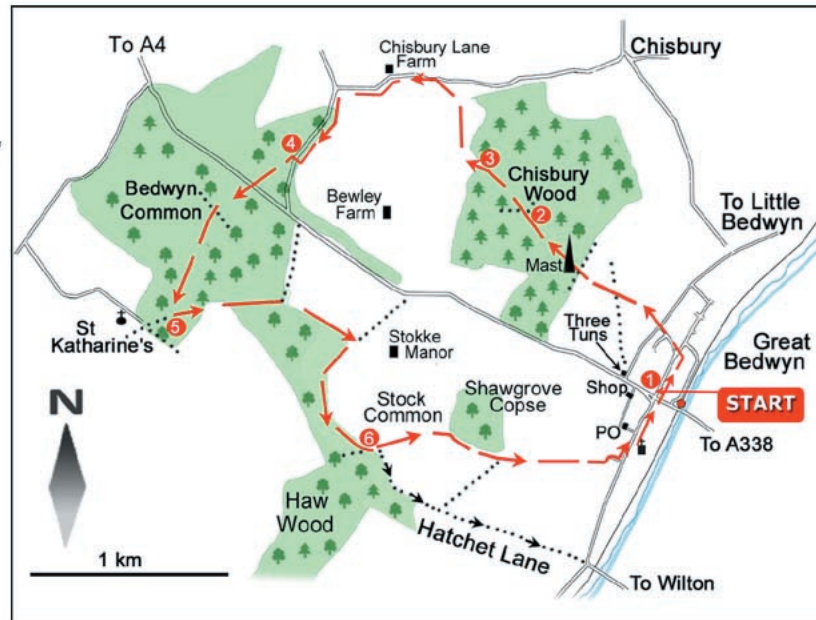 To A4
Chisbury Lane
Farm
Chisbury
4
3
Chisbury
Wood
Bedwyn
Common
Bewley
Farm
2
To Little
Bedwyn
Mast
5
St
Katharine's
Stokke
Manor
Three
Tuns
Great
Bedwyn
1
Shop
START
N
Stock
Common
Shawgrove
Copse
PO
To A338
6
Haw
Wood
Hatchet Lane
1 km
To Wilton